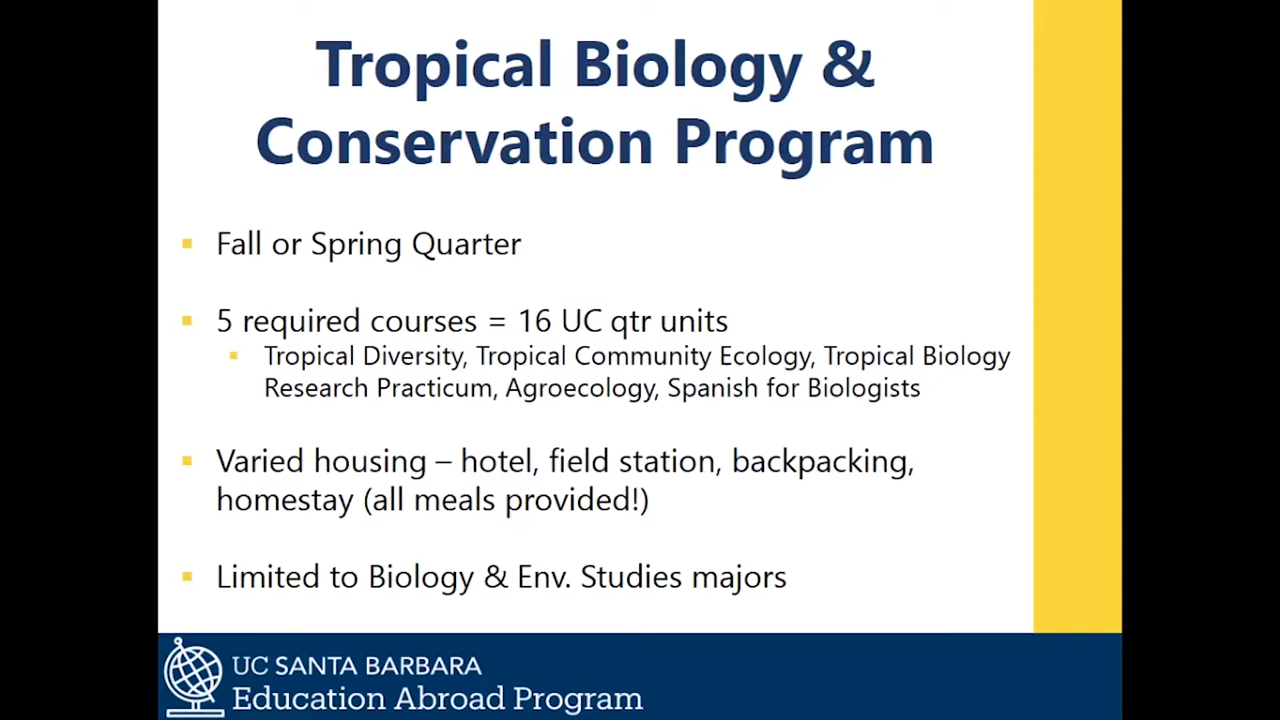 Tropical Biology &
Conservation Program
▪ Fall or Spring Quarter
▪ 5 required courses = 16 UC qtr units
▪ Tropical Diversity, Tropical Community Ecology, Tropical Biology
Research Practicum, Agroecology, Spanish for Biologists
▪ Varied housing – hotel, field station, backpacking,
homestay (all meals provided!)
▪ Limited to Biology & Env. Studies majors
UC SANTA BARBARA
Education Abroad Program